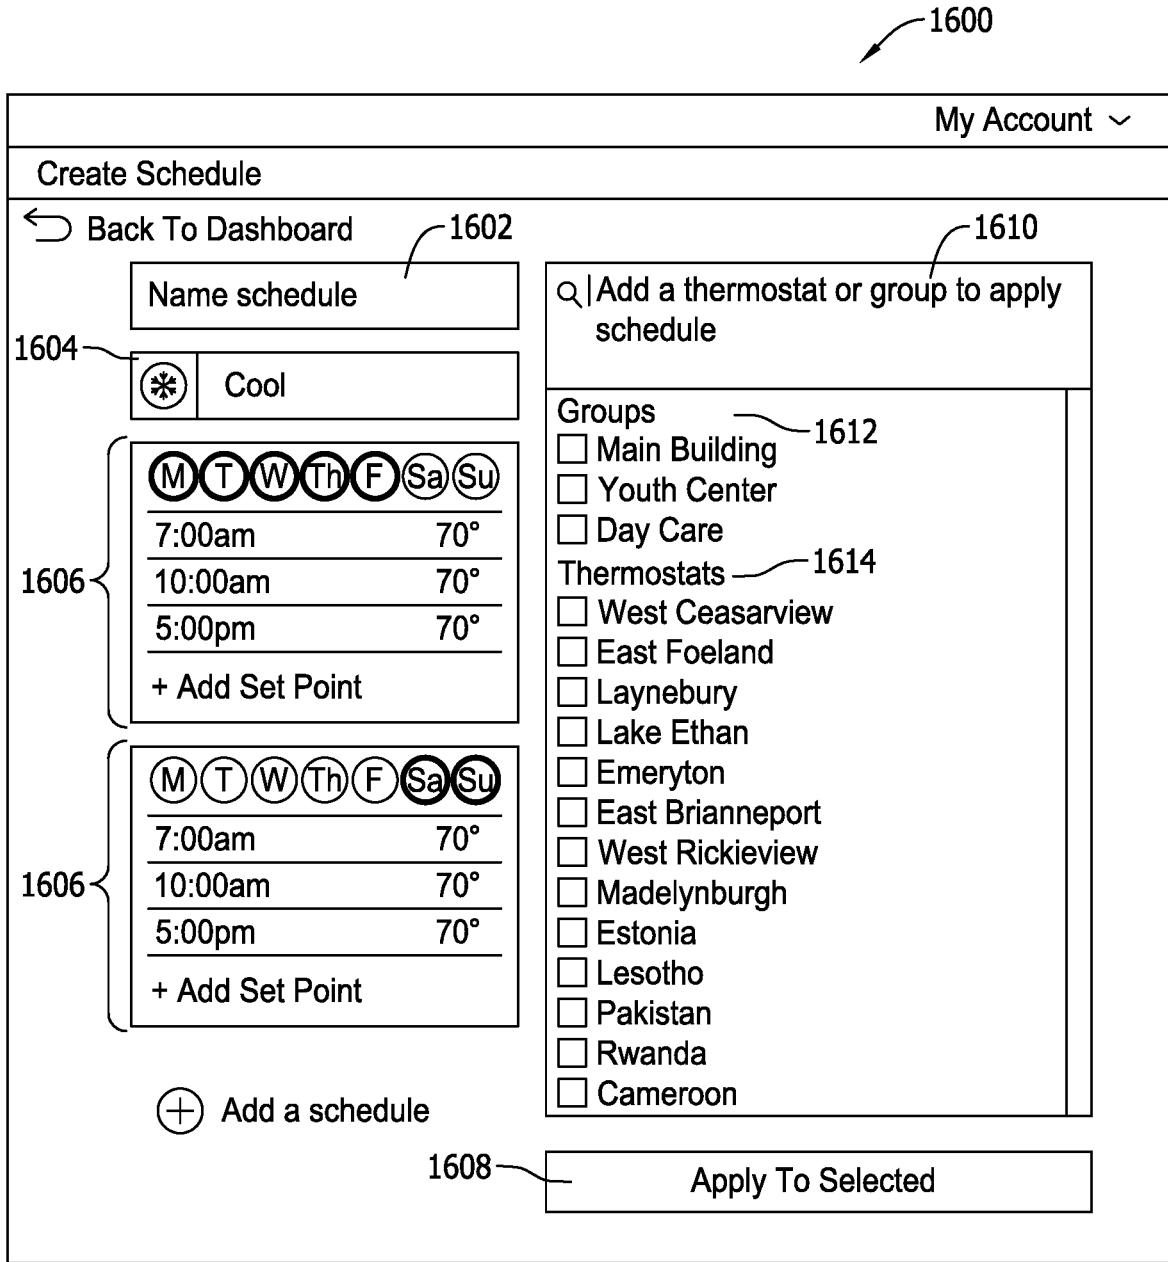 1600
My Account
Create Schedule
Back To Dashboard
1602
Name schedule
1604
Cool
1606
M T W Th F Sa Su
7:00am 70°
10:00am 70°
5:00pm 70°
+ Add Set Point
1606
M T W Th F Sa Su
7:00am 70°
10:00am 70°
5:00pm 70°
+ Add Set Point
Add a schedule
1610
Add a thermostat or group to apply
schedule
Groups
1612
Main Building
Youth Center
Day Care
Thermostats
1614
West Ceasarview
East Foeland
Laynebury
Lake Ethan
Emeryton
East Brianneport
West Rickieview
Madelynburgh
Estonia
Lesotho
Pakistan
Rwanda
Cameroon
1608
Apply To Selected